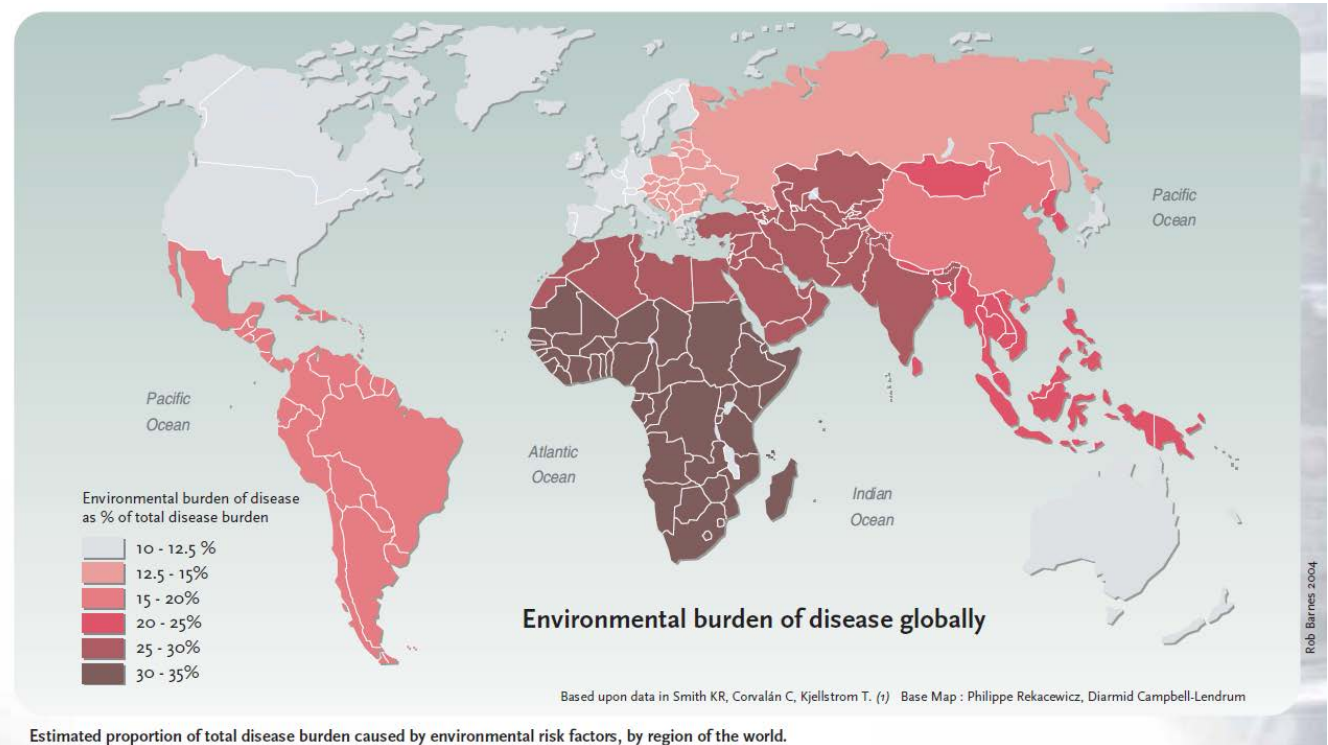 Pacific
Ocean
Pacific
Ocean
Atlantic
Ocean
Indian
Ocean
Environmental burden of disease
as % of total disease burden
10 - 12.5 %
12.5 - 15%
15 - 20%
20 - 25%
25 - 30%
30 - 35%
Environmental burden of disease globally
Rob Barnes 2004
Based upon data in Smith KR, Corvalán C, Kjellstrom T. (1) Base Map : Philippe Rekacewicz, Diarmid Campbell-Lendrum
Estimated proportion of total disease burden caused by environmental risk factors, by region of the world.